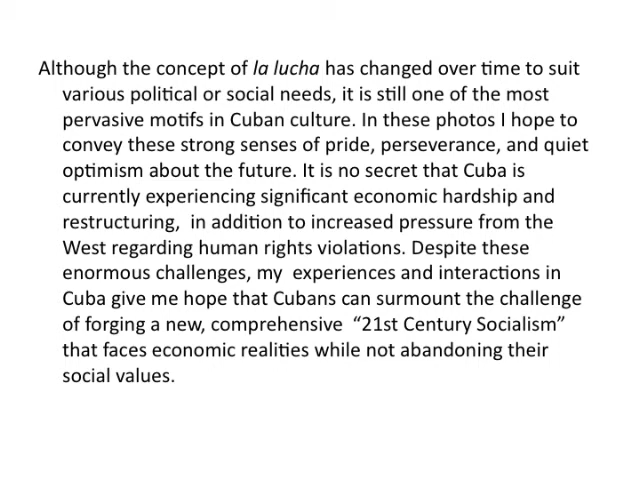 Although the concept of la lucha has changed over time to suit
various political or social needs, it is still one of the most
pervasive motifs in Cuban culture. In these photos I hope to
convey these strong senses of pride, perseverance, and quiet
optimism about the future. It is no secret that Cuba is
currently experiencing significant economic hardship and
restructuring,  in addition to increased pressure from the
West regarding human rights violations. Despite these
enormous challenges, my  experiences and interactions in
Cuba give me hope that Cubans can surmount the challenge
of forging a new, comprehensive  “21st Century Socialism”
that faces economic realities while not abandoning their
social values.